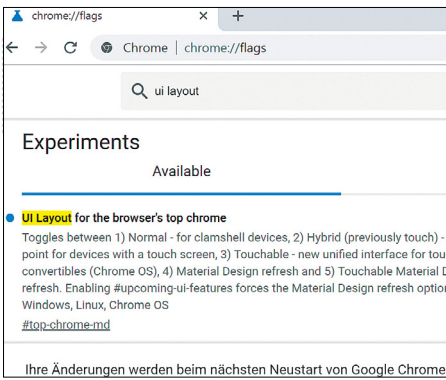 chrome://flags
Chrome | chrome://flags
ui layout
Experiments
Available
UI Layout for the browser's top chrome
Toggles between 1) Normal - for clamshell devices, 2) Hybrid (previously touch) -
point for devices with a touch screen, 3) Touchable - new unified interface for tou
convertibles (Chrome OS), 4) Material Design refresh and 5) Touchable Material D
refresh. Enabling #upcoming-ui-features forces the Material Design refresh optio
Windows, Linux, Chrome OS
#top-chrome-md
Ihre Änderungen werden beim nächsten Neustart von Google Chrome